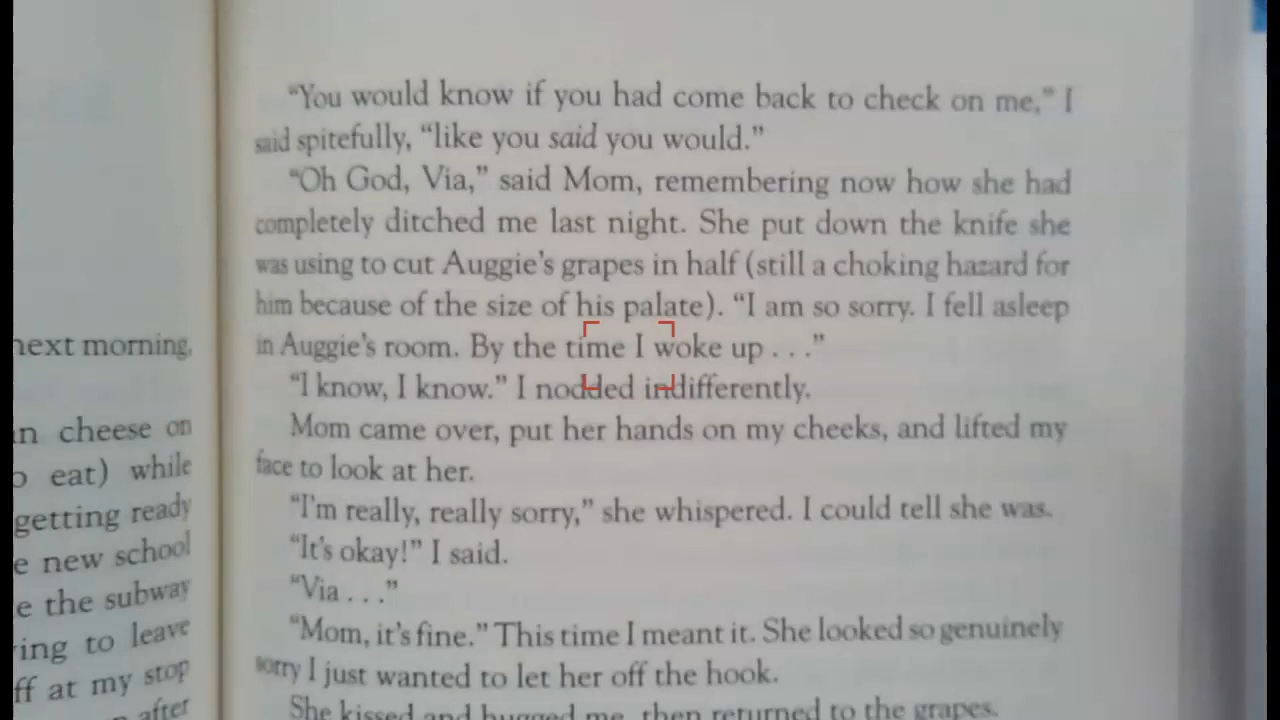 next morning,
in cheese on
o eat) while
getting ready
e new school
e the subway
ing to leave
ff at my stop
after
“You would know if you had come back to check on me,” I
said spitefully, “like you said you would.”
“Oh God, Via,” said Mom, remembering now how she had
completely ditched me last night. She put down the knife she
was using to cut Auggie’s grapes in half (still a choking hazard for
him because of the size of his palate). “I am so sorry. I fell asleep
in Auggie’s room. By the time I woke up . . .”
“I know, I know.” I nodded indifferently.
Mom came over, put her hands on my cheeks, and lifted my
face to look at her.
“I'm really, really sorry,” she whispered. I could tell she was.
“It’s okay!” I said.
“Via . . .”
“Mom, it’s fine.” This time I meant it. She looked so genuinely
sorry I just wanted to let her off the hook.
She kissed and hugged me, then returned to the grapes.